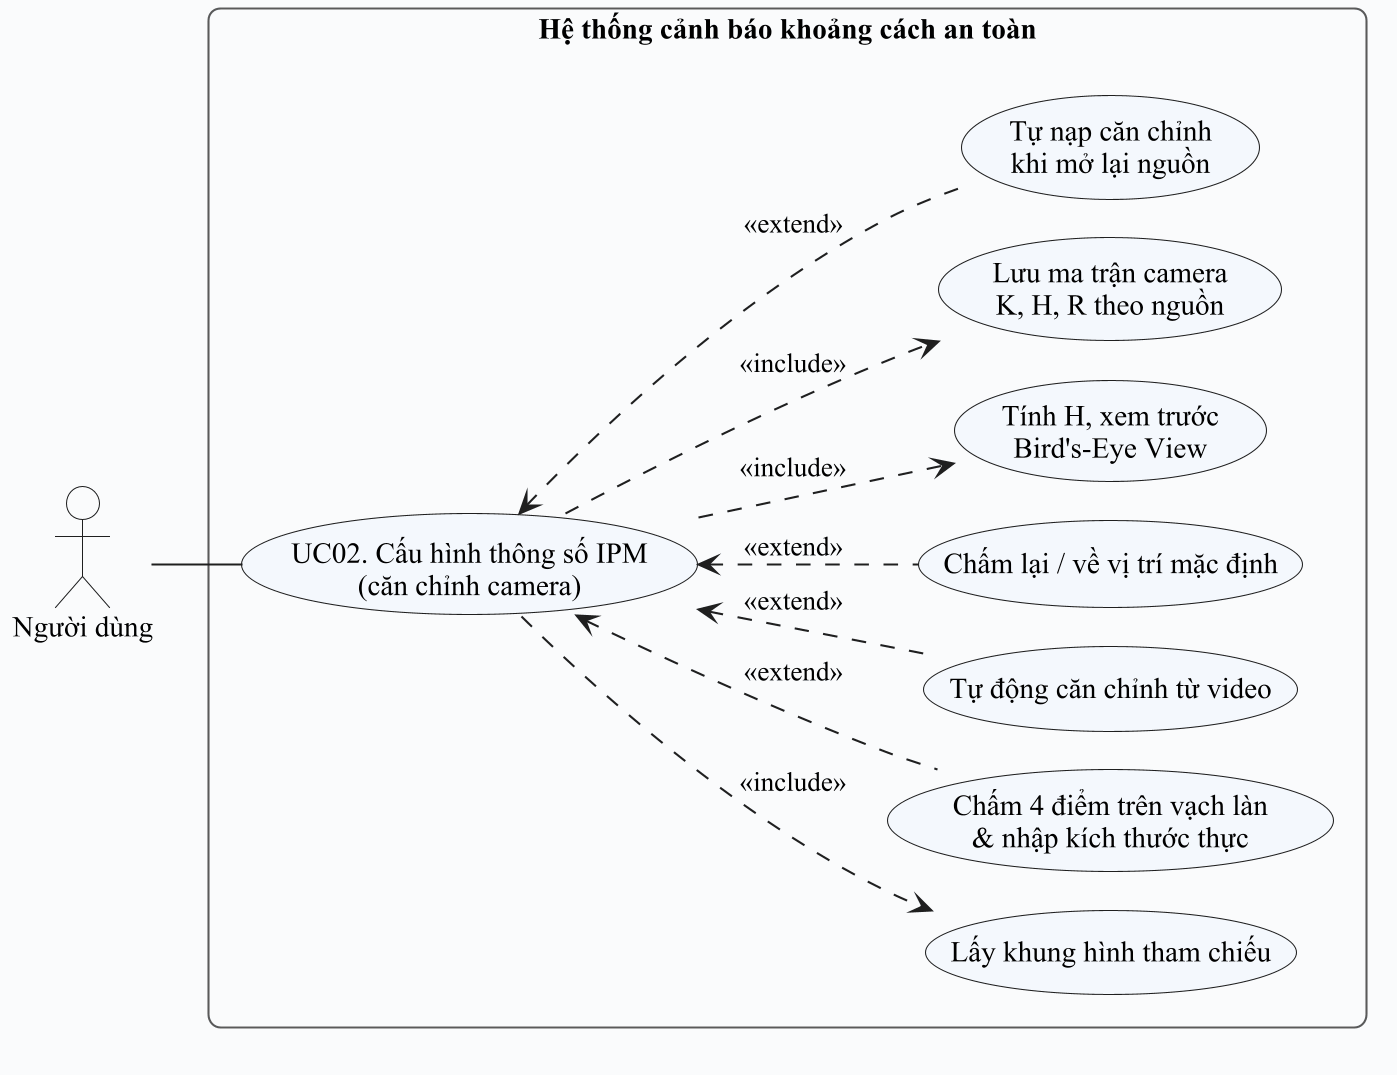 Hệ thống cảnh báo khoảng cách an toàn
Tự nạp căn chỉnh
khi mở lại nguồn
«extend»
Lưu ma trận camera
K, H, R theo nguồn
«include»
Tính H, xem trước
Bird's-Eye View
«include»
UC02. Cấu hình thông số IPM
(căn chỉnh camera)
«extend»
Chấm lại / về vị trí mặc định
«extend»
Người dùng
Tự động căn chỉnh từ video
«extend»
Chấm 4 điểm trên vạch làn
& nhập kích thước thực
«include»
Lấy khung hình tham chiếu